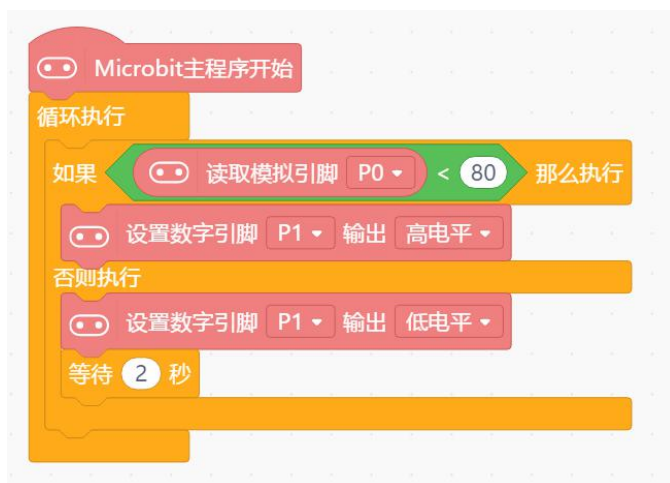 Microbit主程序开始
循环执行
如果 读取模拟引脚 P0 < 80 那么执行
设置数字引脚 P1 输出 高电平
否则执行
设置数字引脚 P1 输出 低电平
等待 2 秒